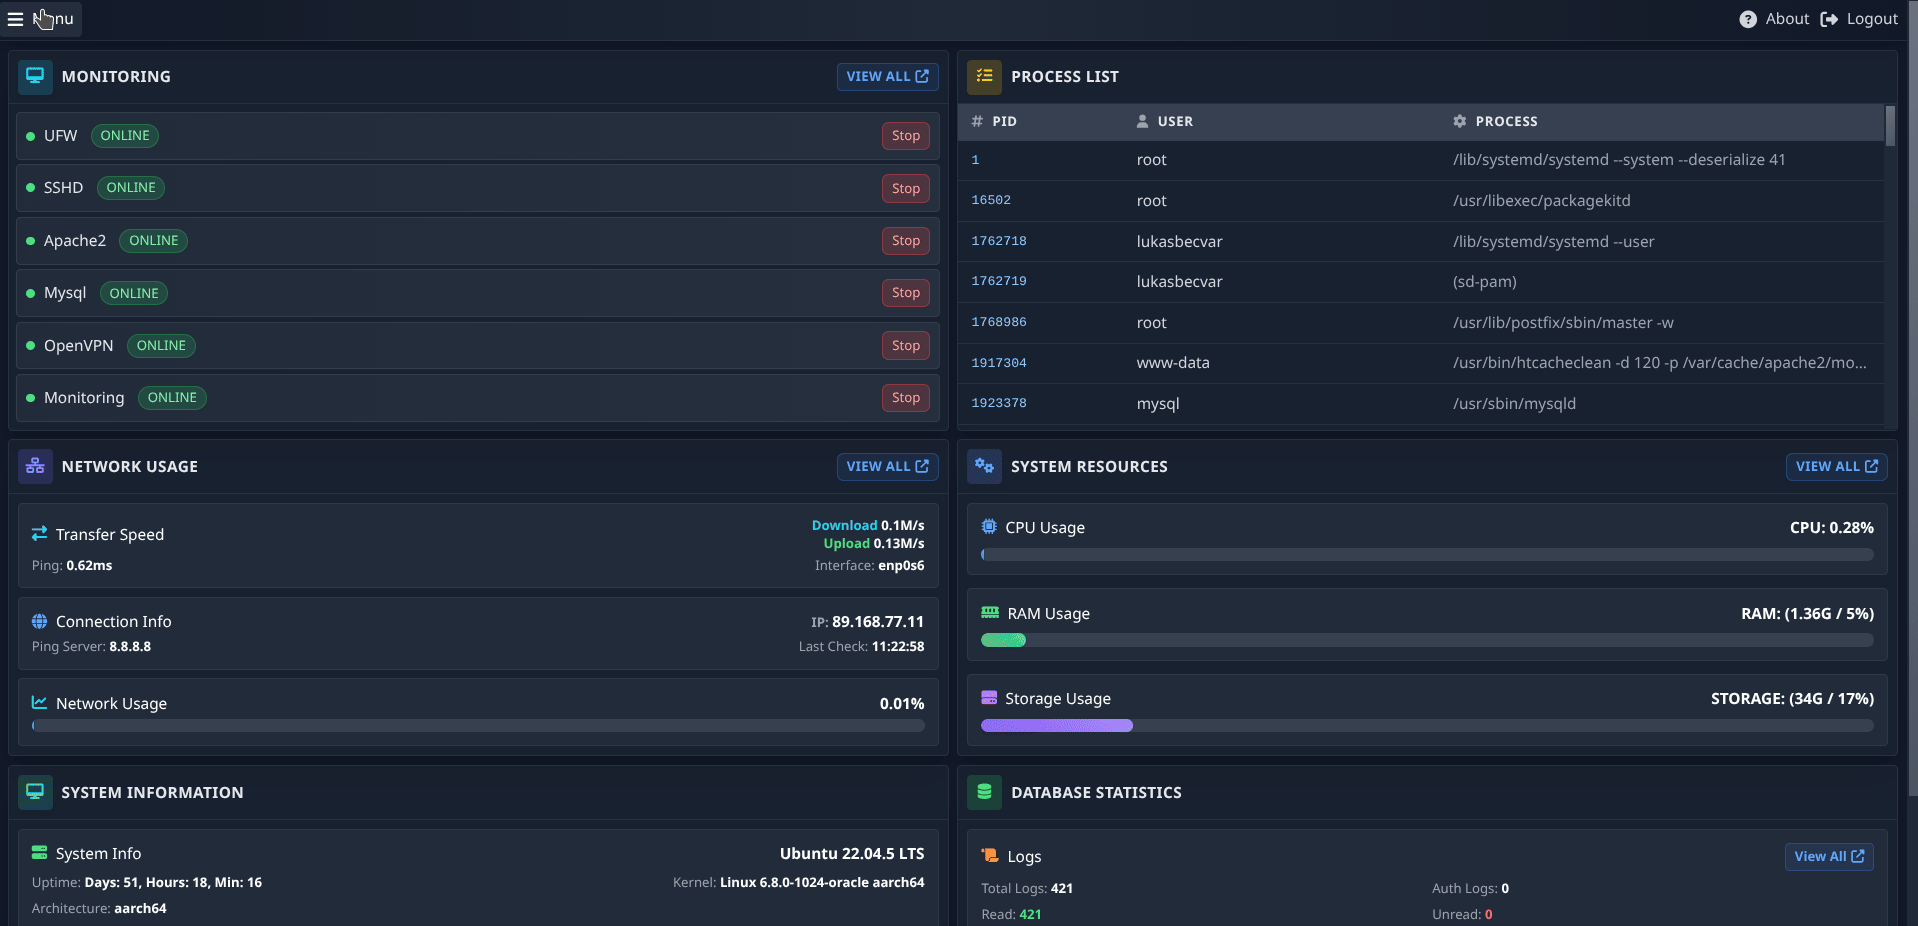 About Logout
MONITORING
VIEW ALL
UFW ONLINE Stop
SSHD ONLINE Stop
Apache2 ONLINE Stop
Mysql ONLINE Stop
OpenVPN ONLINE Stop
Monitoring ONLINE Stop
PROCESS LIST
# PID USER PROCESS
1 root /lib/systemd/systemd --system --deserialize 41
16502 root /usr/libexec/packagekitd
1762718 lukasbecvar /lib/systemd/systemd --user
1762719 lukasbecvar (sd-pam)
1768986 root /usr/lib/postfix/sbin/master -w
1917304 www-data /usr/bin/htcacheclean -d 120 -p /var/cache/apache2/mo...
1923378 mysql /usr/sbin/mysqld
NETWORK USAGE
VIEW ALL
Transfer Speed
Download 0.1M/s
Upload 0.13M/s
Ping: 0.62ms
Interface: enp0s6
Connection Info
IP: 89.168.77.11
Ping Server: 8.8.8.8
Last Check: 11:22:58
Network Usage 0.01%
SYSTEM RESOURCES
VIEW ALL
CPU Usage CPU: 0.28%
RAM Usage RAM: (1.36G / 5%)
Storage Usage STORAGE: (34G / 17%)
SYSTEM INFORMATION
System Info Ubuntu 22.04.5 LTS
Uptime: Days: 51, Hours: 18, Min: 16
Kernel: Linux 6.8.0-1024-oracle aarch64
Architecture: aarch64
DATABASE STATISTICS
Logs
View All
Total Logs: 421 Auth Logs: 0
Read: 421 Unread: 0